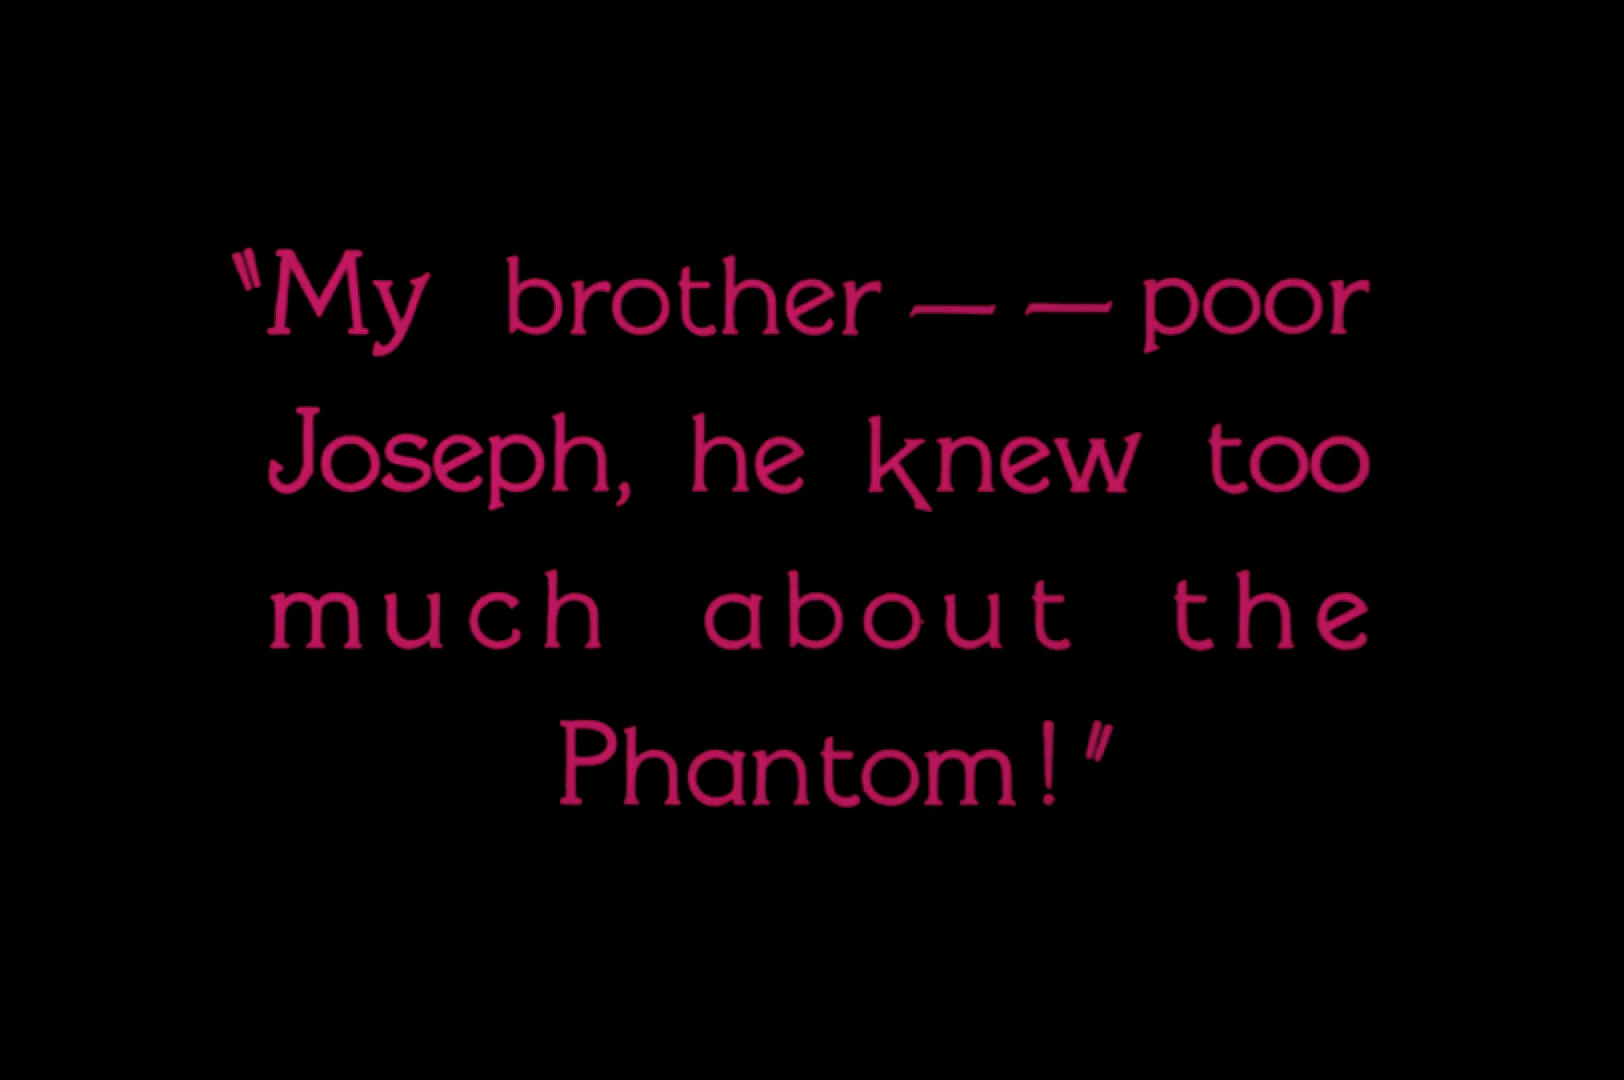 "My brother — — poor
Joseph, he knew too
much about the
Phantom!"